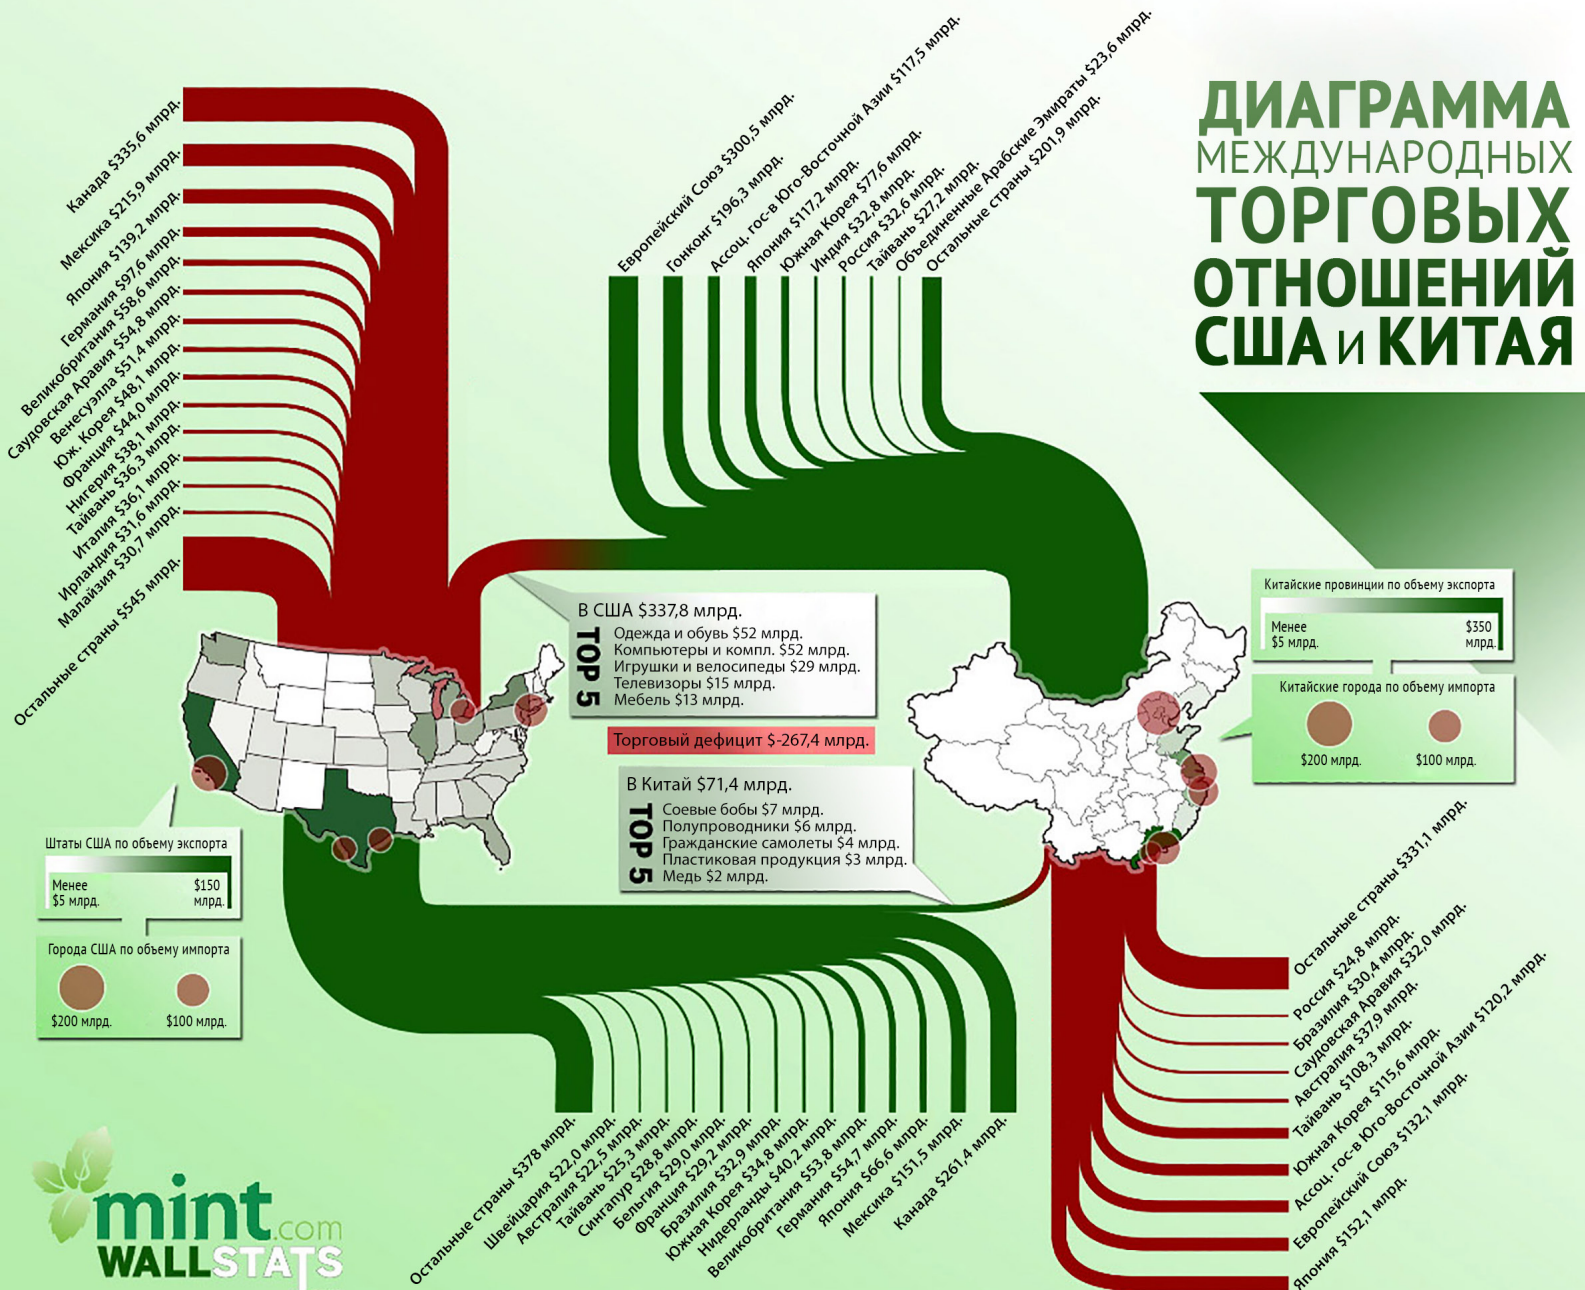 ДИАГРАММА
МЕЖДУНАРОДНЫХ
ТОРГОВЫХ
ОТНОШЕНИЙ
США и КИТАЯ
Канада $335,6 млрд.
Мексика $215,9 млрд.
Япония $139,2 млрд.
Германия $97,6 млрд.
Великобритания $58,6 млрд.
Саудовская Аравия $54,8 млрд.
Венесуэлла $51,4 млрд.
Юж. Корея $48,1 млрд.
Франция $44,0 млрд.
Нигерия $38,1 млрд.
Тайвань $36,3 млрд.
Италия $36,1 млрд.
Ирландия $31,6 млрд.
Малайзия $30,7 млрд.
Остальные страны $545 млрд.
Европейский Союз $300,5 млрд.
Гонконг $196,3 млрд.
Ассоц. гос-в Юго-Восточной Азии $117,5 млрд.
Япония $117,2 млрд.
Южная Корея $77,6 млрд.
Индия $32,8 млрд.
Россия $32,6 млрд.
Тайвань $27,2 млрд.
Объединенные Арабские Эмираты $23,6 млрд.
Остальные страны $201,9 млрд.
В США $337,8 млрд.
TOP 5
Одежда и обувь $52 млрд.
Компьютеры и компл. $52 млрд.
Игрушки и велосипеды $29 млрд.
Телевизоры $15 млрд.
Мебель $13 млрд.
Торговый дефицит $-267,4 млрд.
В Китай $71,4 млрд.
TOP 5
Соевые бобы $7 млрд.
Полупроводники $6 млрд.
Гражданские самолеты $4 млрд.
Пластиковая продукция $3 млрд.
Медь $2 млрд.
Китайские провинции по объему экспорта
Менее
$5 млрд.
$350
млрд.
Китайские города по объему импорта
$200 млрд.
$100 млрд.
Штаты США по объему экспорта
Менее
$5 млрд.
$150
млрд.
Города США по объему импорта
$200 млрд.
$100 млрд.
Остальные страны $331,1 млрд.
Россия $24,8 млрд.
Бразилия $30,4 млрд.
Саудовская Аравия $32,0 млрд.
Австралия $37,9 млрд.
Тайвань $108,3 млрд.
Южная Корея $115,6 млрд.
Ассоц. гос-в Юго-Восточной Азии $120,2 млрд.
Европейский Союз $132,1 млрд.
Япония $152,1 млрд.
Остальные страны $378 млрд.
Швейцария $22,0 млрд.
Австралия $22,5 млрд.
Тайвань $25,3 млрд.
Сингапур $28,8 млрд.
Бельгия $29,0 млрд.
Франция $29,2 млрд.
Бразилия $32,9 млрд.
Южная Корея $34,8 млрд.
Нидерланды $40,2 млрд.
Великобритания $53,8 млрд.
Германия $54,7 млрд.
Япония $66,6 млрд.
Мексика $151,5 млрд.
Канада $261,4 млрд.
mint.com
WALLSTATS